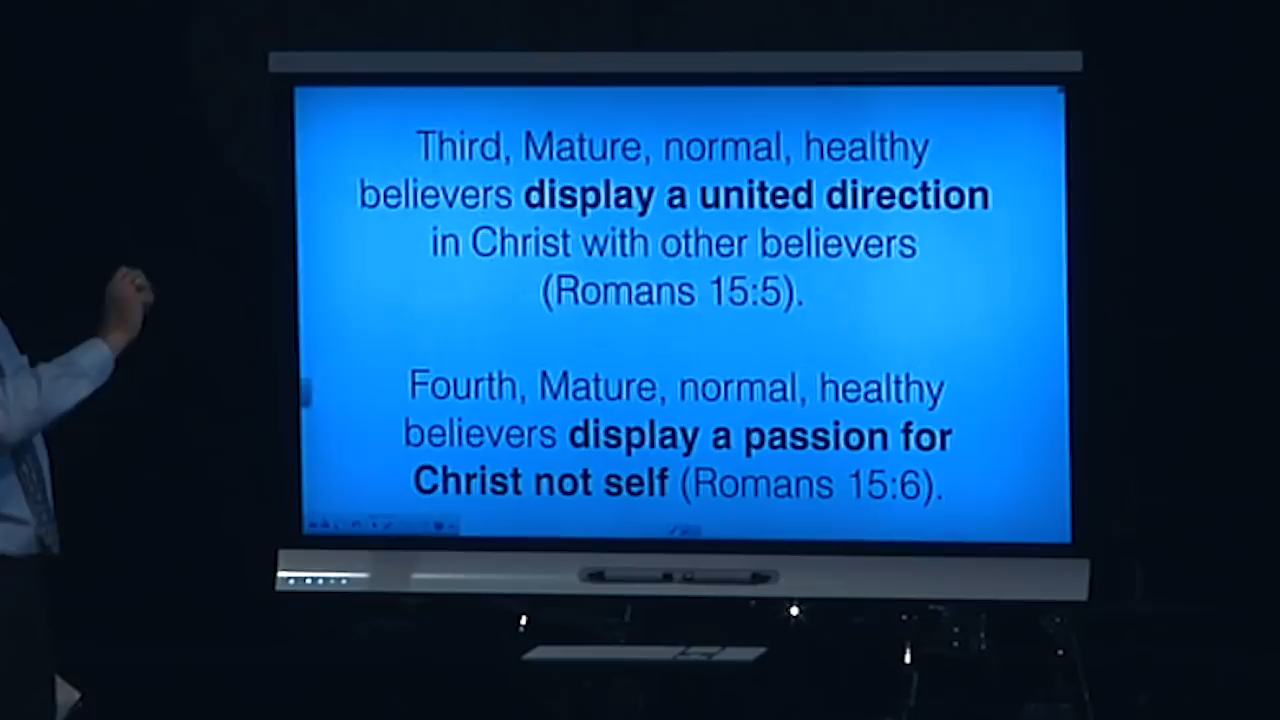 Third, Mature, normal, healthy
believers display a united direction
in Christ with other believers
(Romans 15:5).
Fourth, Mature, normal, healthy
believers display a passion for
Christ not self (Romans 15:6).